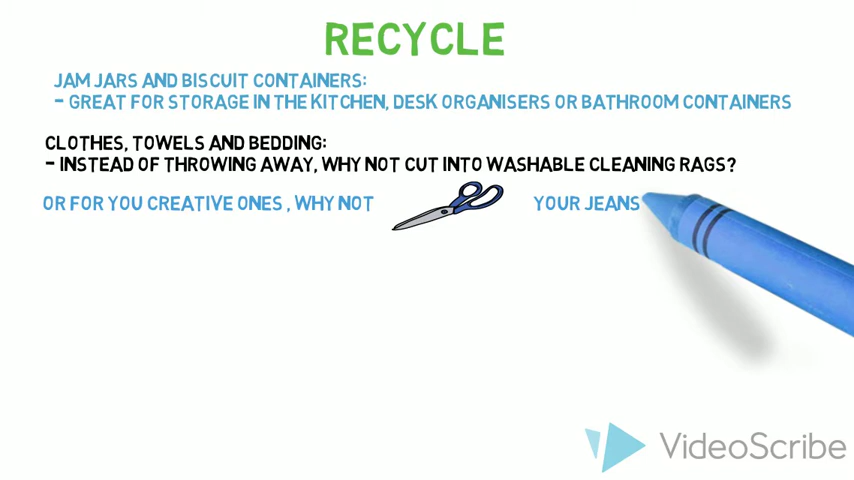 RECYCLE
JAM JARS AND BISCUIT CONTAINERS:
- GREAT FOR STORAGE IN THE KITCHEN, DESK ORGANISERS OR BATHROOM CONTAINERS
CLOTHES, TOWELS AND BEDDING:
- INSTEAD OF THROWING AWAY, WHY NOT CUT INTO WASHABLE CLEANING RAGS?
OR FOR YOU CREATIVE ONES , WHY NOT YOUR JEANS
VideoScribe